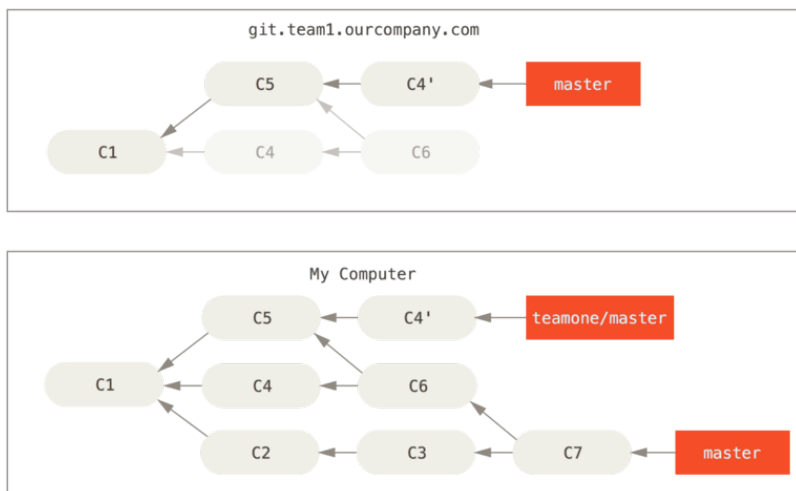 git.team1.ourcompany.com
C5 C4' master
C1 C4 C6
My Computer
C5 C4' teamone/master
C1 C4 C6
C2 C3 C7 master